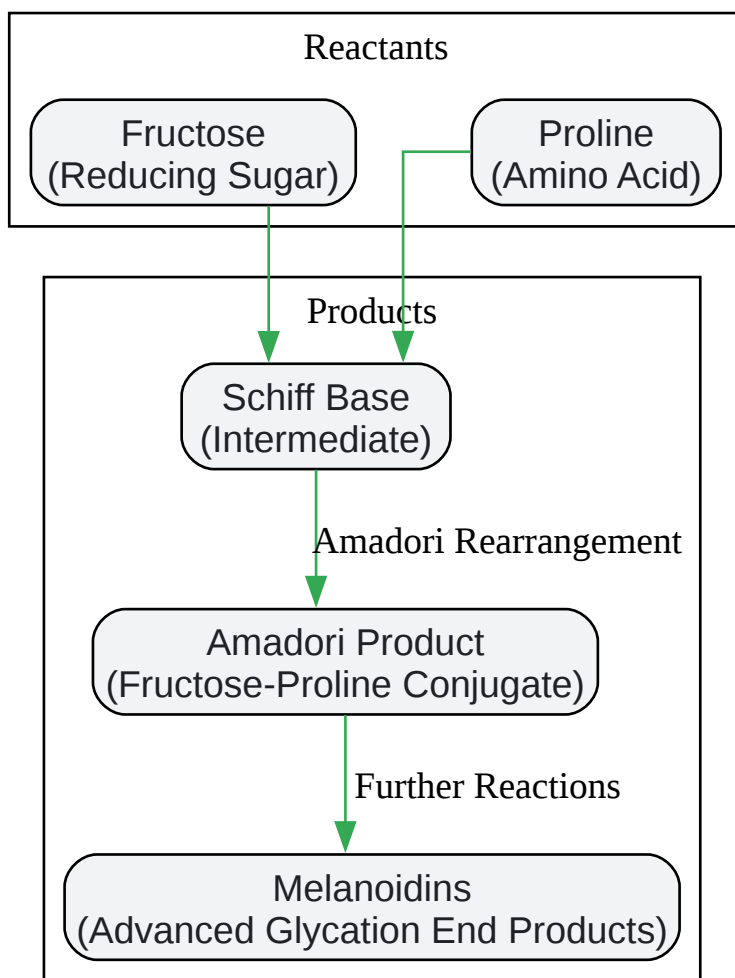 Reactants
Fructose
(Reducing Sugar)
Proline
(Amino Acid)
Products
Schiff Base
(Intermediate)
Amadori Rearrangement
Amadori Product
(Fructose-Proline Conjugate)
Further Reactions
Melanoidins
(Advanced Glycation End Products)